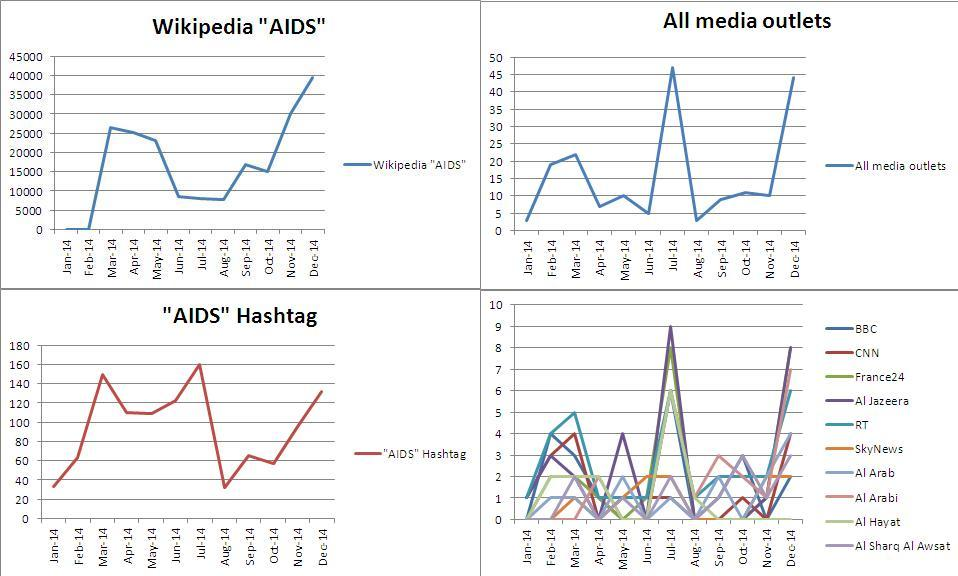 Wikipedia "AIDS"
45000
40000
35000
30000
25000
20000
15000
10000
5000
0
Jan-14 Feb-14 Mar-14 Apr-14 May-14 Jun-14 Jul-14 Aug-14 Sep-14 Oct-14 Nov-14 Dec-14
Wikipedia "AIDS"
All media outlets
50
45
40
35
30
25
20
15
10
5
0
Jan-14 Feb-14 Mar-14 Apr-14 May-14 Jun-14 Jul-14 Aug-14 Sep-14 Oct-14 Nov-14 Dec-14
All media outlets
"AIDS" Hashtag
180
160
140
120
100
80
60
40
20
0
Jan-14 Feb-14 Mar-14 Apr-14 May-14 Jun-14 Jul-14 Aug-14 Sep-14 Oct-14 Nov-14 Dec-14
"AIDS" Hashtag
10
9
8
7
6
5
4
3
2
1
0
Jan-14 Feb-14 Mar-14 Apr-14 May-14 Jun-14 Jul-14 Aug-14 Sep-14 Oct-14 Nov-14 Dec-14
BBC
CNN
France24
Al Jazeera
RT
SkyNews
Al Arab
Al Arabi
Al Hayat
Al Sharq Al Awsat